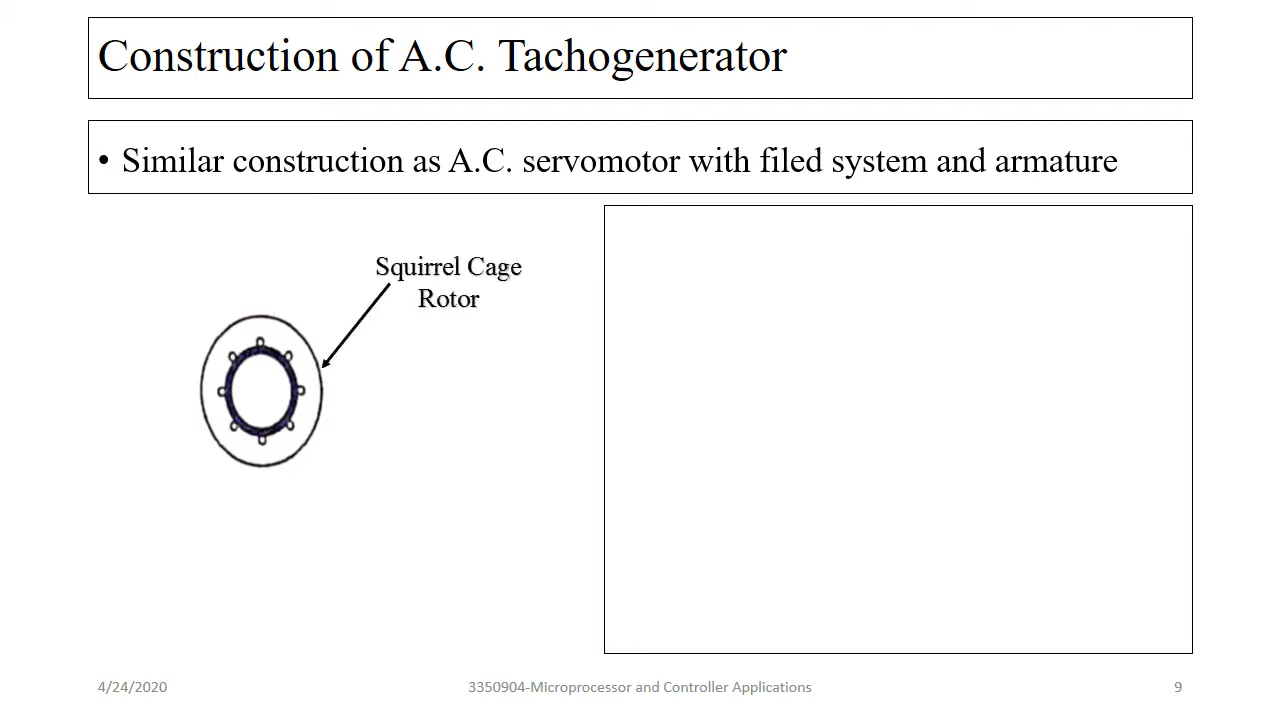 Construction of A.C. Tachogenerator
• Similar construction as A.C. servomotor with filed system and armature
Squirrel Cage
Rotor
4/24/2020
3350904-Microprocessor and Controller Applications
9